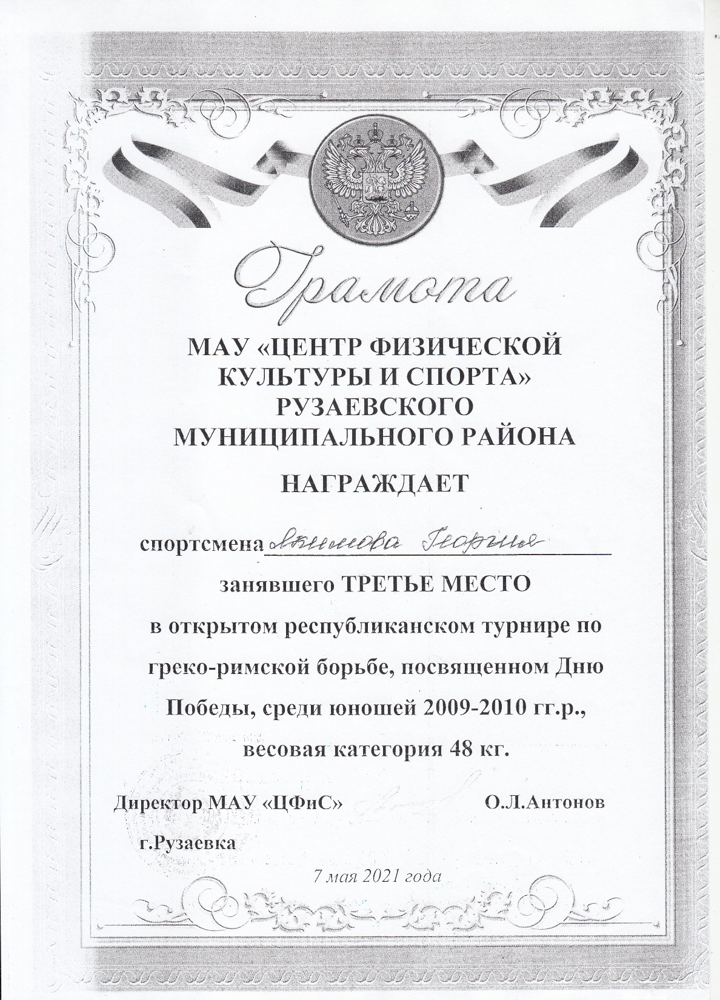 Грамота
МАУ «ЦЕНТР ФИЗИЧЕСКОЙ
КУЛЬТУРЫ И СПОРТА»
РУЗАЕВСКОГО
МУНИЦИПАЛЬНОГО РАЙОНА
НАГРАЖДАЕТ
спортсмена Якимова Георгия
занявшего ТРЕТЬЕ МЕСТО
в открытом республиканском турнире по
греко-римской борьбе, посвященном Дню
Победы, среди юношей 2009-2010 гг.р.,
весовая категория 48 кг.
Директор МАУ «ЦФиС» О.Л.Антонов
г.Рузаевка
7 мая 2021 года